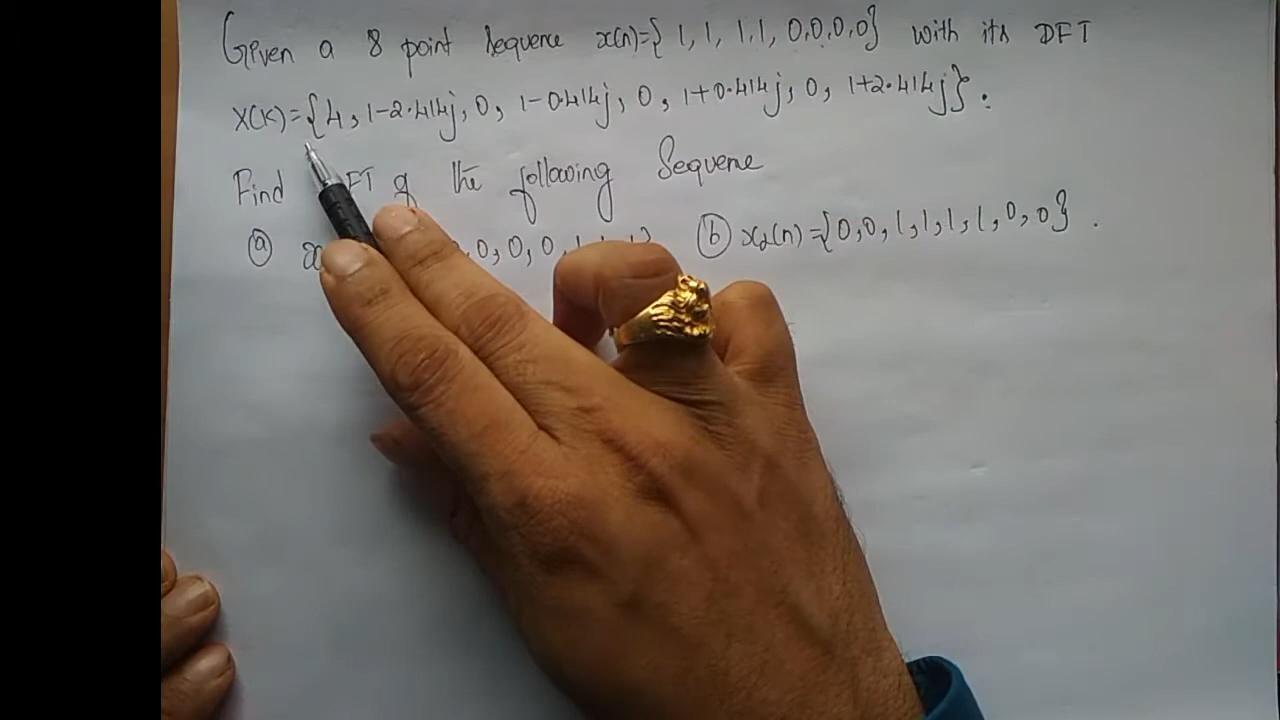 Given a 8 point Sequence x(n)={ 1, 1, 1, 1, 0,0,0,0} with its DFT
X(K)={4, 1-2.414j, 0, 1-0.414j, 0, 1+0.414j, 0, 1+2.414j}.
Find of the following Sequene
(a) 0, 0, 0, (b) x2(n)={0,0,1,1,1,1,0,0}.